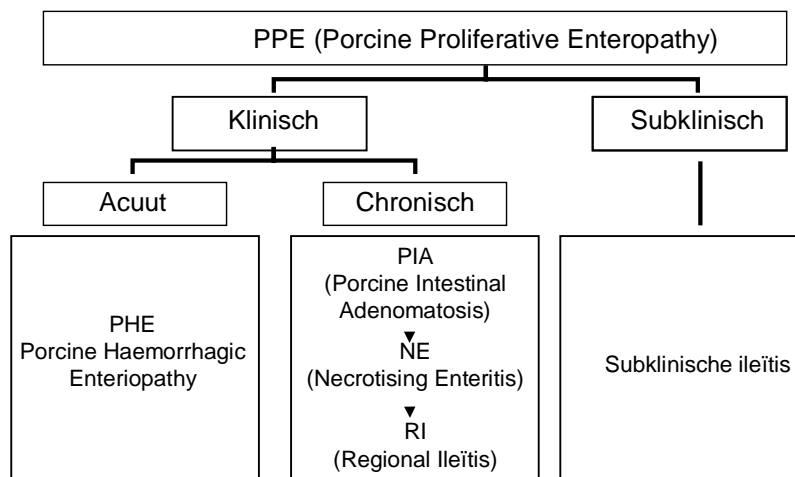 PPE (Porcine Proliferative Enteropathy)
Klinisch
Subklinisch
Acuut
Chronisch
PHE
Porcine Haemorrhagic
Enteriopathy
PIA
(Porcine Intestinal
Adenomatosis)
NE
(Necrotising Enteritis)
RI
(Regional Ileïtis)
Subklinische ileïtis